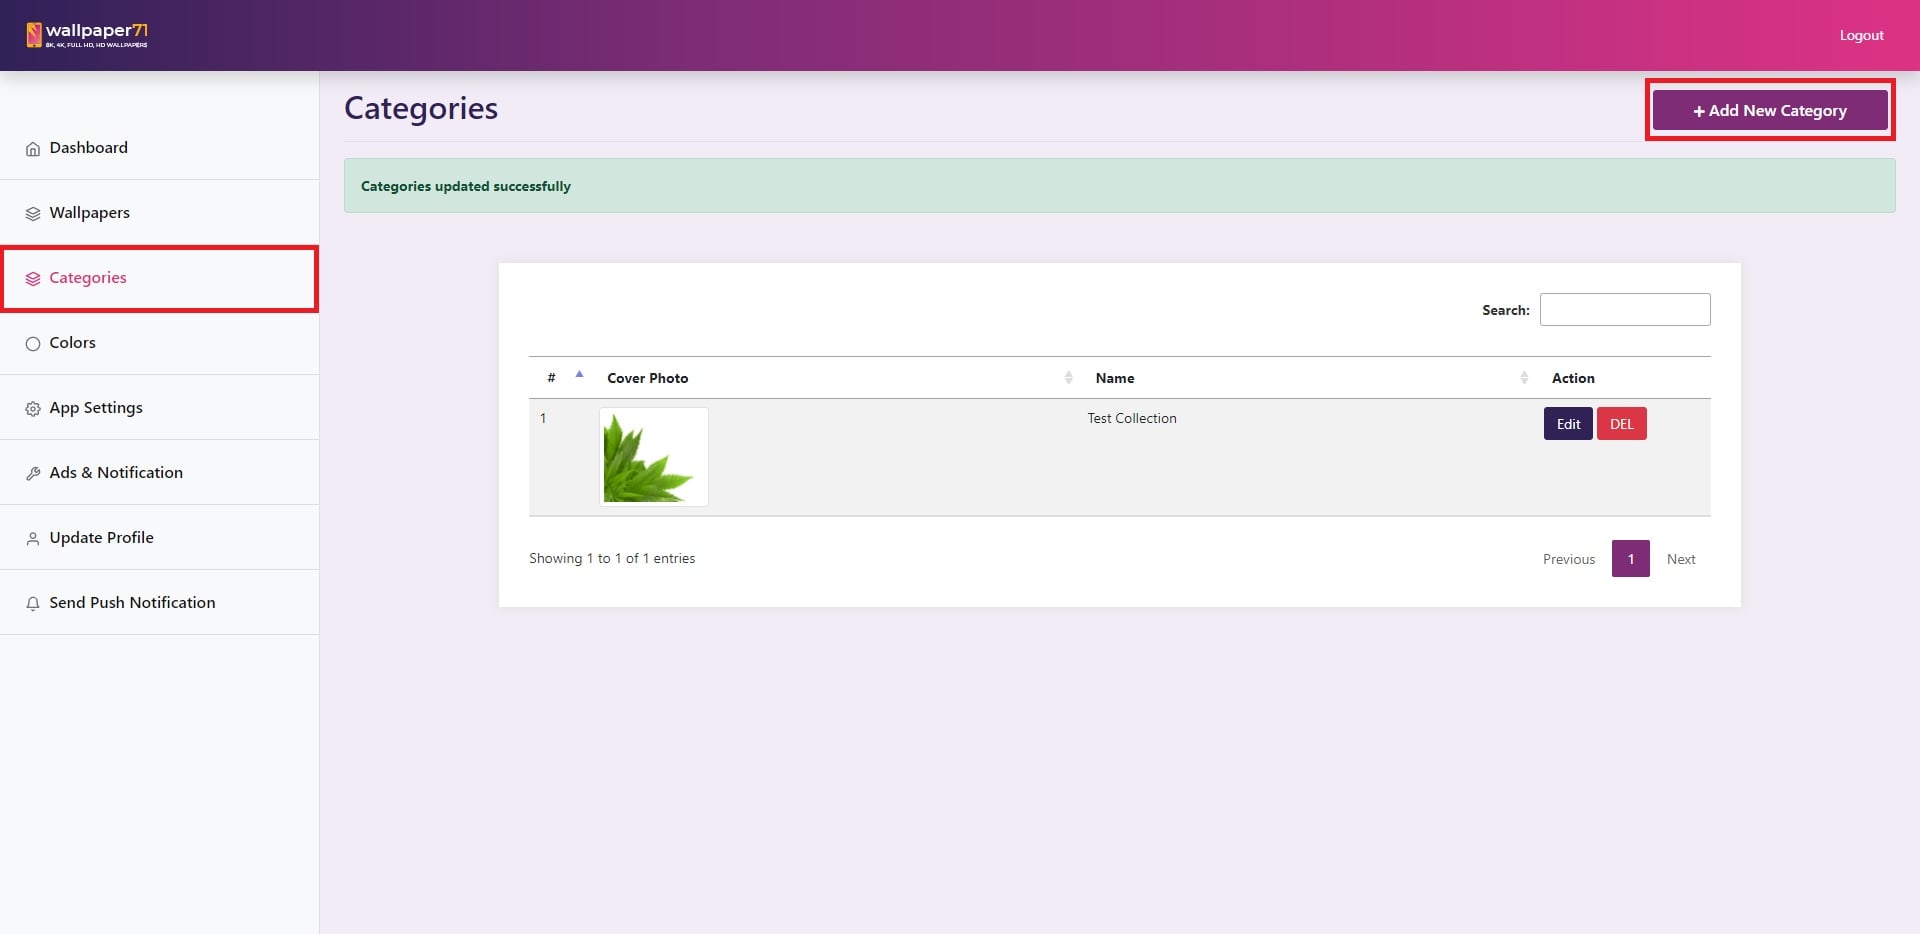 wallpaper71
8K, 4K, FULL HD, HD WALLPAPERS
Logout
Dashboard
Wallpapers
Categories
Colors
App Settings
Ads & Notification
Update Profile
Send Push Notification
Categories
+ Add New Category
Categories updated successfully
Search:
# Cover Photo Name Action
1 Test Collection Edit DEL
Showing 1 to 1 of 1 entries
Previous 1 Next